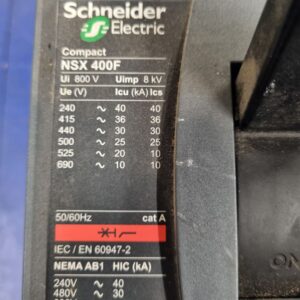 Schneider
Electric
Compact
NSX 400F
Ui 800 V Uimp 8 kV
Ue (V) Icu (kA) Ics
240 ~ 40 40
415 ~ 36 36
440 ~ 30 30
500 ~ 25 25
525 ~ 20 10
690 ~ 10 10
50/60Hz cat A
IEC / EN 60947-2
NEMA AB1 HIC (kA)
240V ~ 40
480V ~ 30
ON